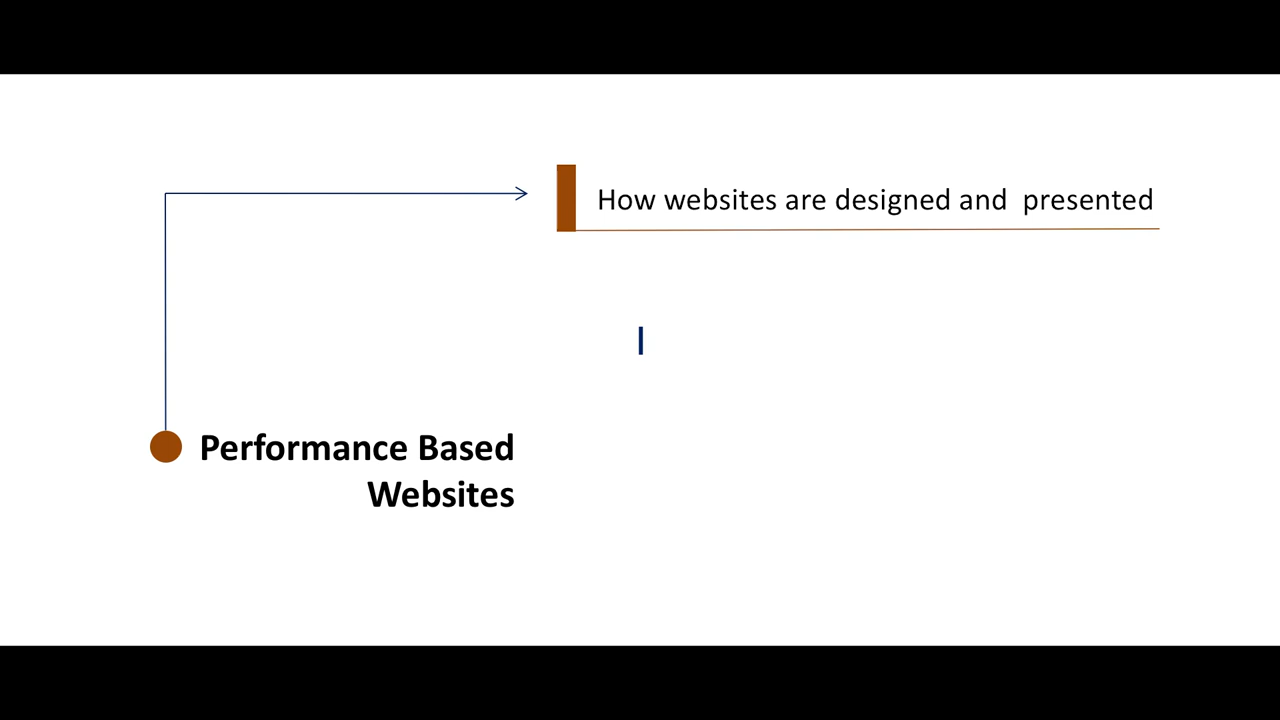 How websites are designed and  presented
Performance Based
Websites